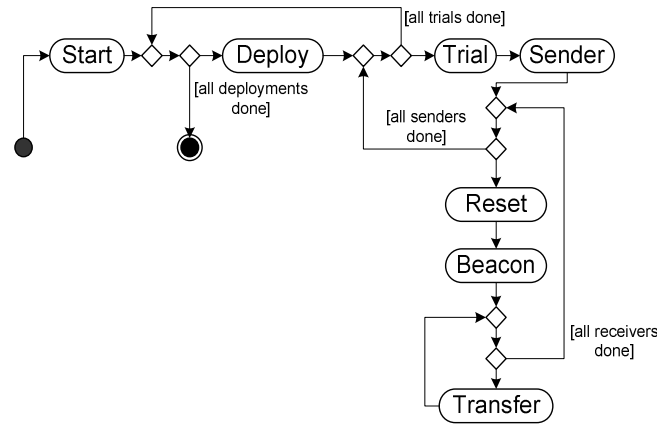 [all trials done]
Start
Deploy
Trial
Sender
[all deployments
done]
[all senders
done]
Reset
Beacon
[all receivers
done]
Transfer